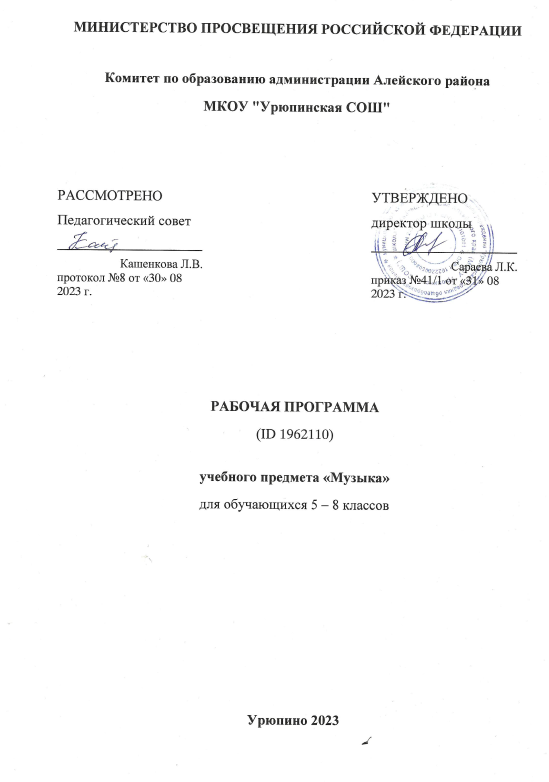 МИНИСТЕРСТВО ПРОСВЕЩЕНИЯ РОССИЙСКОЙ ФЕДЕРАЦИИ
Комитет по образованию администрации Алейского района
МКОУ "Урюпинская СОШ"
РАССМОТРЕНО
Педагогический совет
Кашенкова Л.В.
протокол №8 от «30» 08
2023 г.
УТВЕРЖДЕНО
директор школы
Сараева Л.К.
приказ №41/1 от «31» 08
2023 г.
РАБОЧАЯ ПРОГРАММА
(ID 1962110)
учебного предмета «Музыка»
для обучающихся 5 – 8 классов
Урюпино 2023